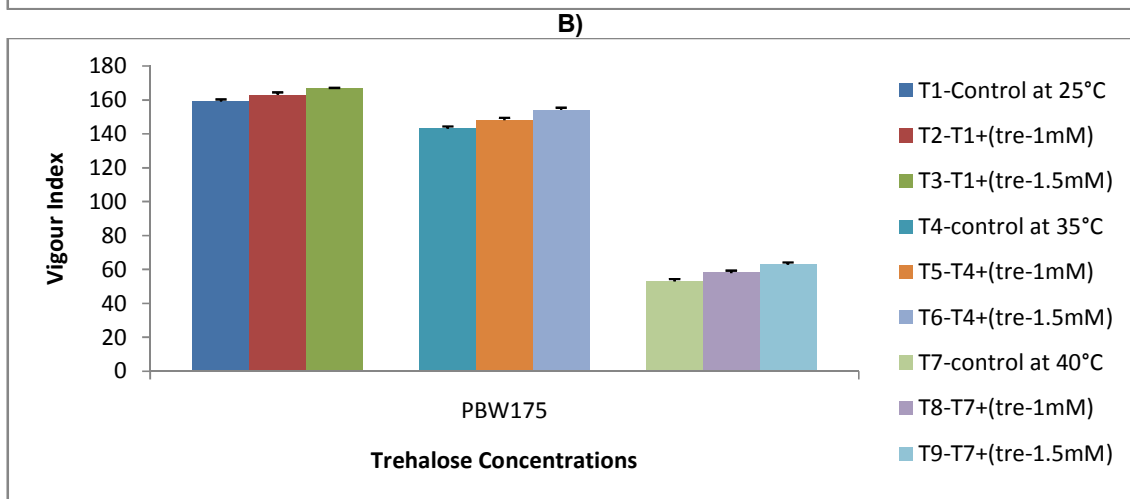 B)
180
160
140
120
100
80
60
40
20
0
Vigour Index
PBW175
Trehalose Concentrations
T1-Control at 25°C
T2-T1+(tre-1mM)
T3-T1+(tre-1.5mM)
T4-control at 35°C
T5-T4+(tre-1mM)
T6-T4+(tre-1.5mM)
T7-control at 40°C
T8-T7+(tre-1mM)
T9-T7+(tre-1.5mM)